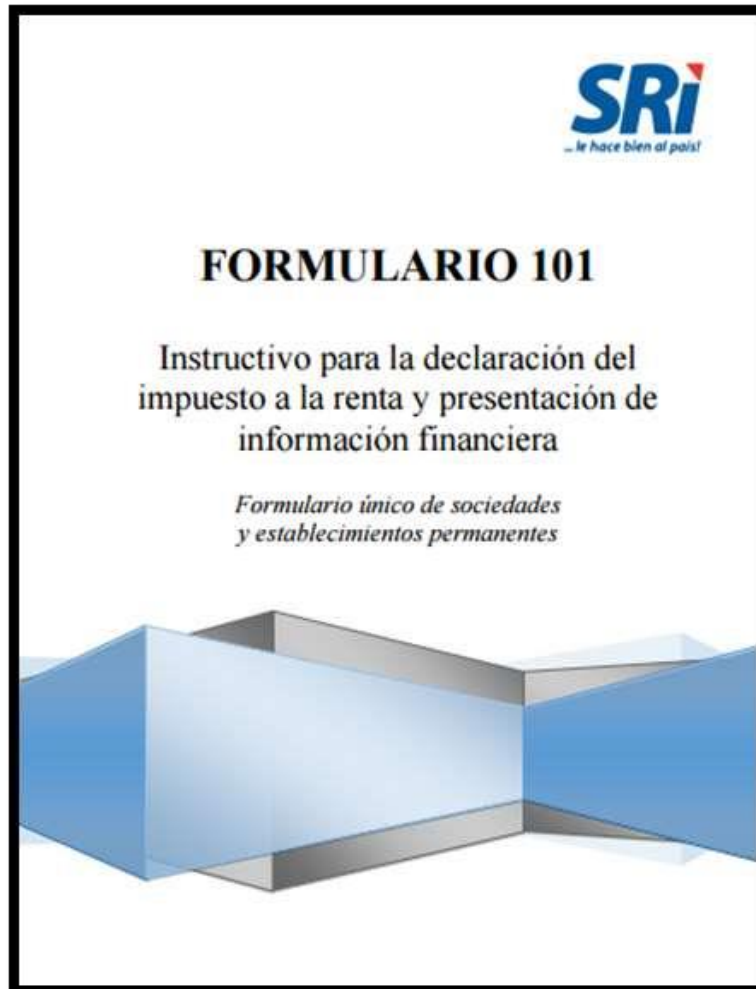 SRi
... le hace bien al país!
FORMULARIO 101
Instructivo para la declaración del
impuesto a la renta y presentación de
información financiera
Formulario único de sociedades
y establecimientos permanentes